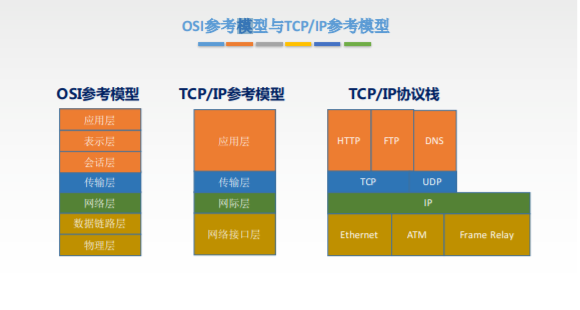 OSI参考模型与TCP/IP参考模型
OSI参考模型
应用层
表示层
会话层
传输层
网络层
数据链路层
物理层
TCP/IP参考模型
应用层
传输层
网际层
网络接口层
TCP/IP协议栈
HTTP FTP DNS
TCP UDP
IP
Ethernet ATM Frame Relay